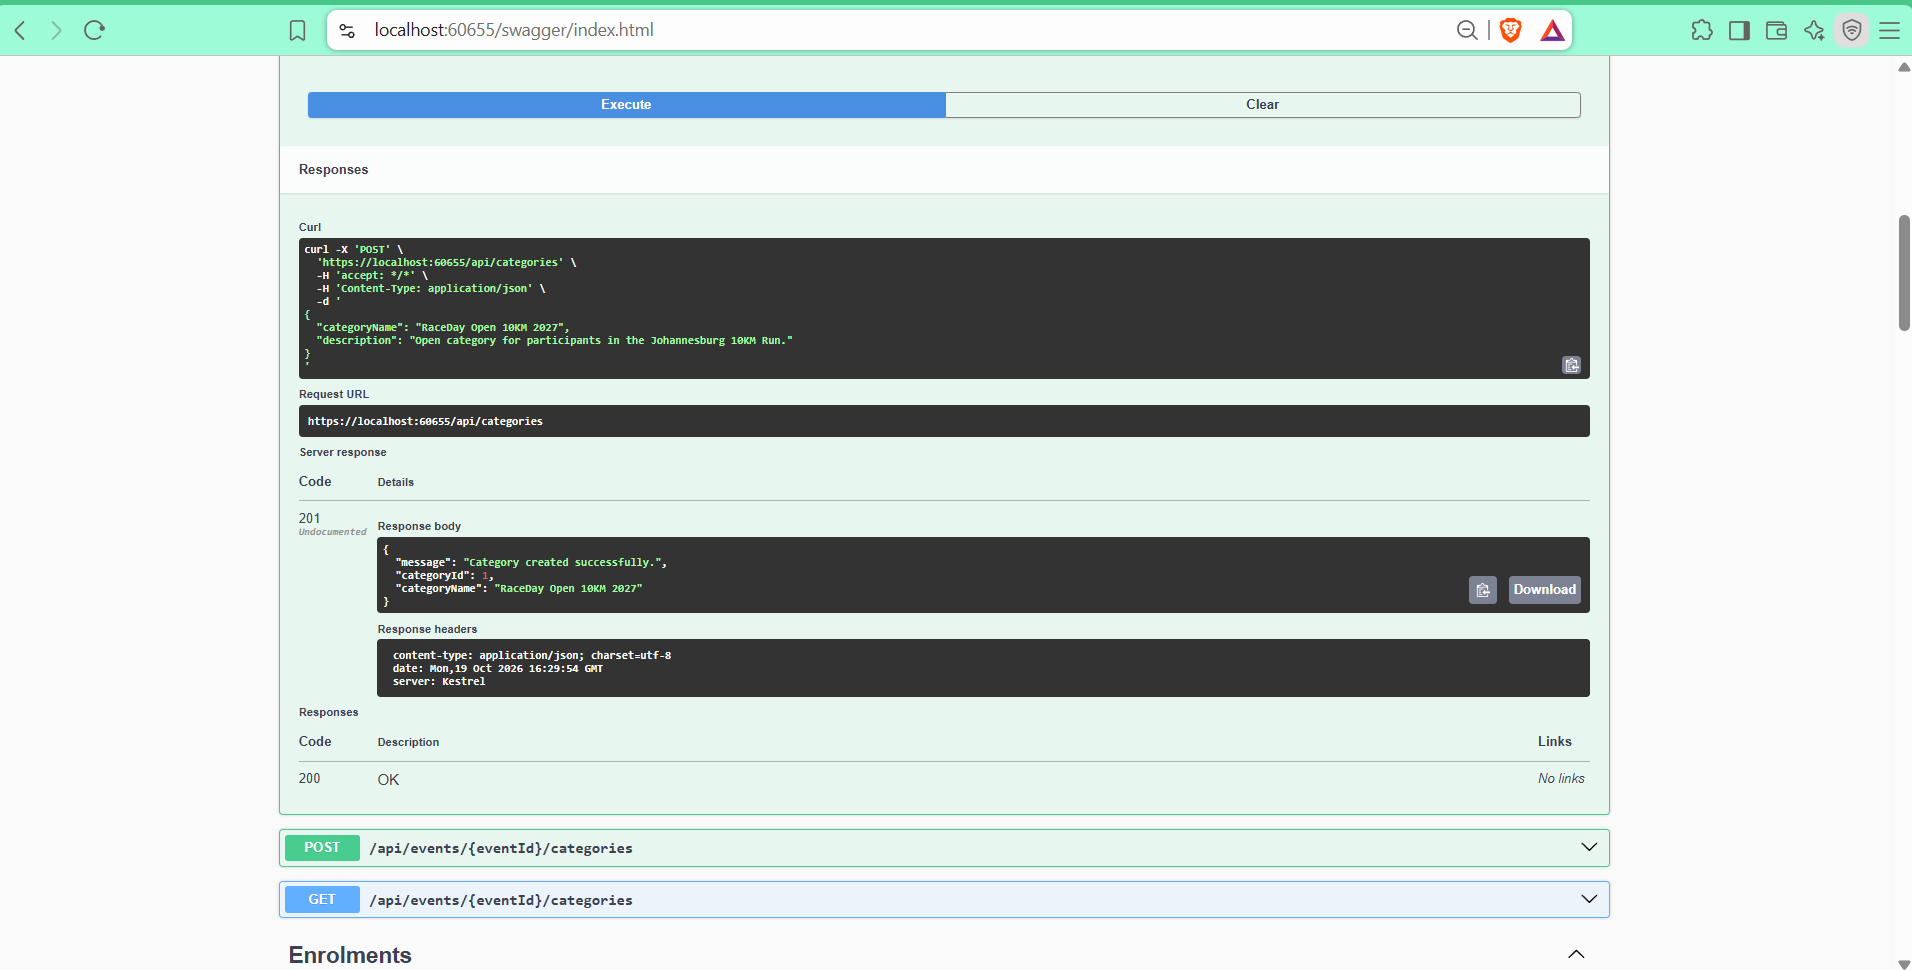 localhost:60655/swagger/index.html
Execute
Clear
Responses
Curl
curl -X 'POST' \
'https://localhost:60655/api/categories' \
-H 'accept: */*' \
-H 'Content-Type: application/json' \
-d '
{
"categoryName": "RaceDay Open 10KM 2027",
"description": "Open category for participants in the Johannesburg 10KM Run."
}
'
Request URL
https://localhost:60655/api/categories
Server response
Code Details
201
Undocumented
Response body
{
"message": "Category created successfully.",
"categoryId": 1,
"categoryName": "RaceDay Open 10KM 2027"
}
Download
Response headers
content-type: application/json; charset=utf-8
date: Mon,19 Oct 2026 16:29:54 GMT
server: Kestrel
Responses
Code Description Links
200 OK No links
POST /api/events/{eventId}/categories
GET /api/events/{eventId}/categories
Enrolments